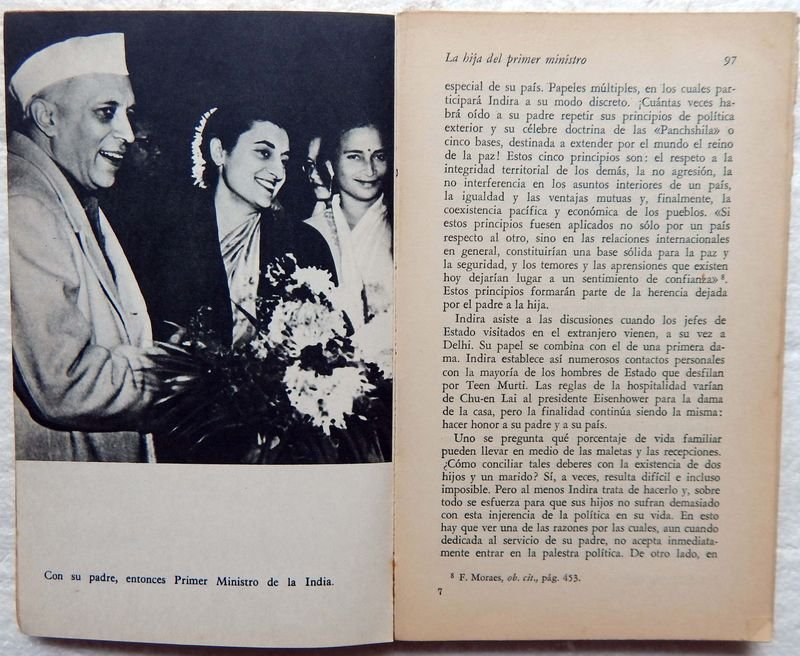 Con su padre, entonces Primer Ministro de la India.
La hija del primer ministro 97
especial de su país. Papeles múltiples, en los cuales par-
ticipará Indira a su modo discreto. ¡Cuántas veces ha-
brá oído a su padre repetir sus principios de política
exterior y su célebre doctrina de las «Panchshila» o
cinco bases, destinada a extender por el mundo el reino
de la paz! Estos cinco principios son: el respeto a la
integridad territorial de los demás, la no agresión, la
no interferencia en los asuntos interiores de un país,
la igualdad y las ventajas mutuas y, finalmente, la
coexistencia pacífica y económica de los pueblos. «Si
estos principios fuesen aplicados no sólo por un país
respecto al otro, sino en las relaciones internacionales
en general, constituirían una base sólida para la paz y
la seguridad, y los temores y las aprensiones que existen
hoy dejarían lugar a un sentimiento de confianza» 8.
Estos principios formarán parte de la herencia dejada
por el padre a la hija.
Indira asiste a las discusiones cuando los jefes de
Estado visitados en el extranjero vienen, a su vez a
Delhi. Su papel se combina con el de una primera da-
ma. Indira establece así numerosos contactos personales
con la mayoría de los hombres de Estado que desfilan
por Teen Murti. Las reglas de la hospitalidad varían
de Chu-en Lai al presidente Eisenhower para la dama
de la casa, pero la finalidad continúa siendo la misma:
hacer honor a su padre y a su país.
Uno se pregunta qué porcentaje de vida familiar
pueden llevar en medio de las maletas y las recepciones.
¿Cómo conciliar tales deberes con la existencia de dos
hijos y un marido? Sí, a veces, resulta difícil e incluso
imposible. Pero al menos Indira trata de hacerlo y, sobre
todo se esfuerza para que sus hijos no sufran demasiado
con esta injerencia de la política en su vida. En esto
hay que ver una de las razones por las cuales, aun cuando
dedicada al servicio de su padre, no acepta inmediata-
mente entrar en la palestra política. De otro lado, en
8 F. Moraes, ob. cit., pág. 453.
7